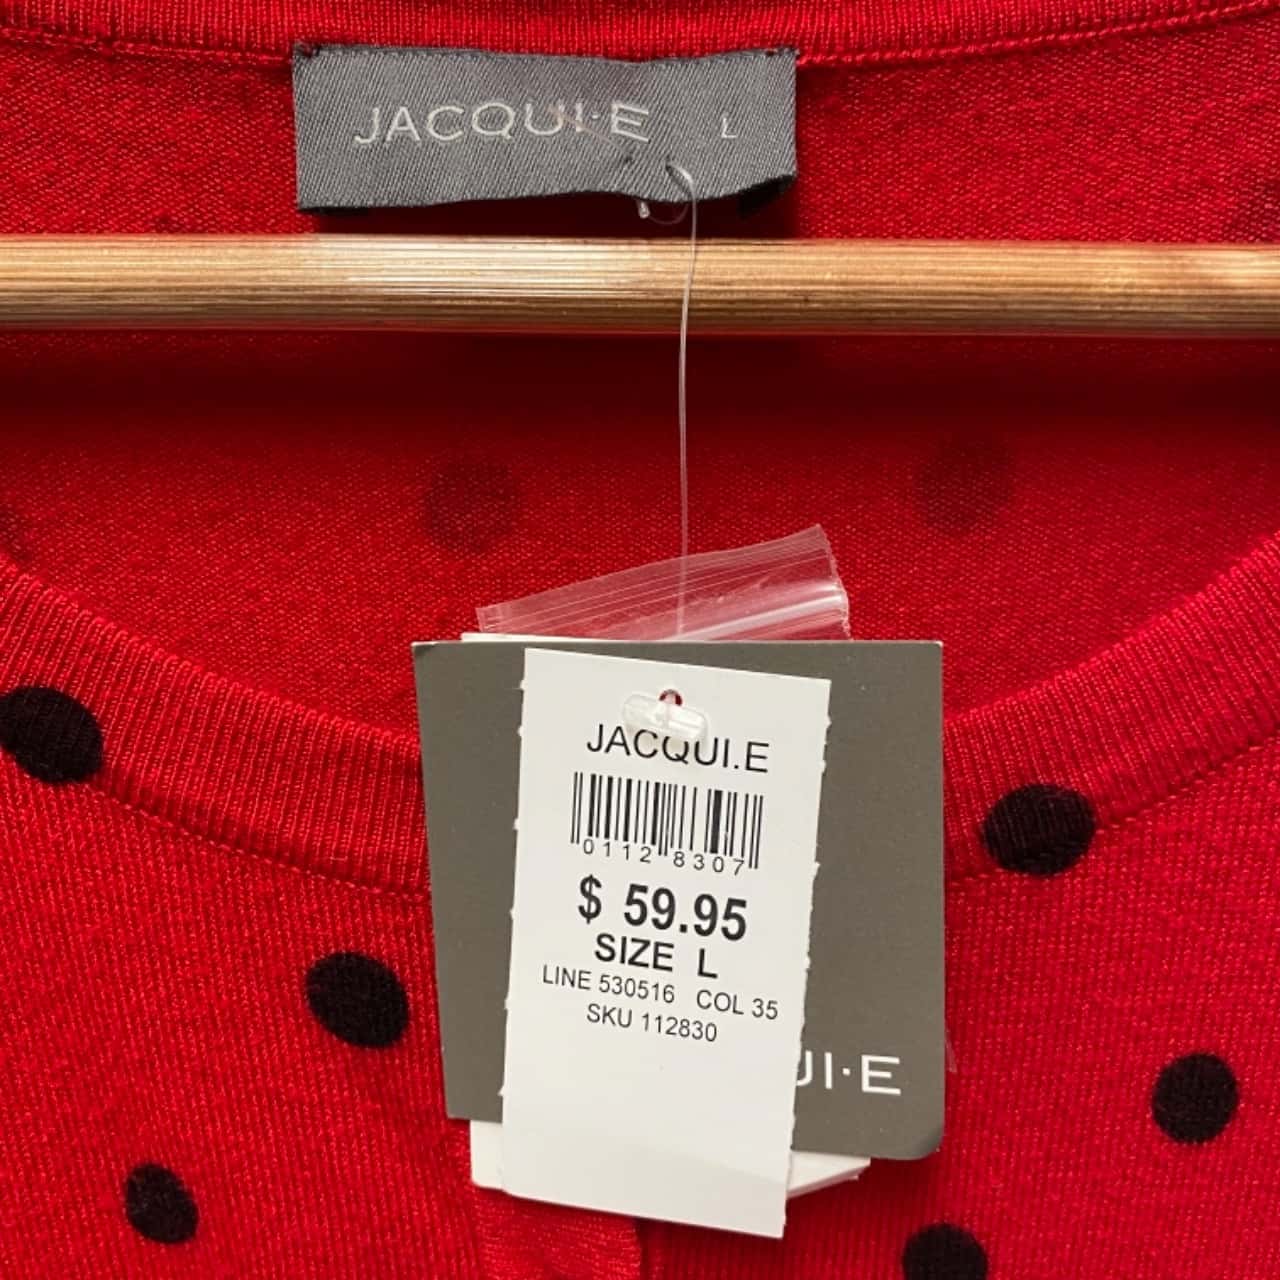 JACQUI·E L
JACQUI.E
0112 8307
$ 59.95
SIZE L
LINE 530516 COL 35
SKU 112830
UI·E